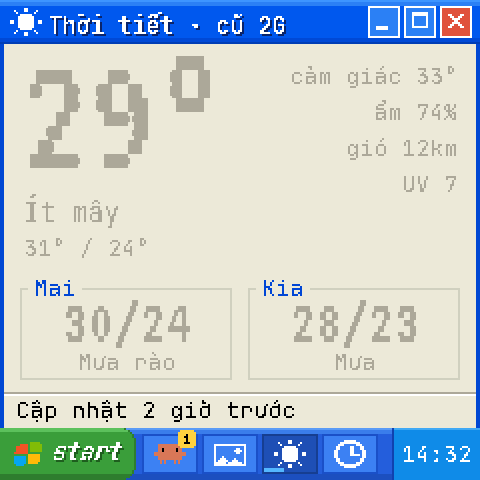 Thời tiết · cũ 2G
29°
cảm giác 33°
ẩm 74%
gió 12km
UV 7
Ít mây
31° / 24°
Mai
30/24
Mưa rào
Kia
28/23
Mưa
Cập nhật 2 giờ trước
start
1
14:32